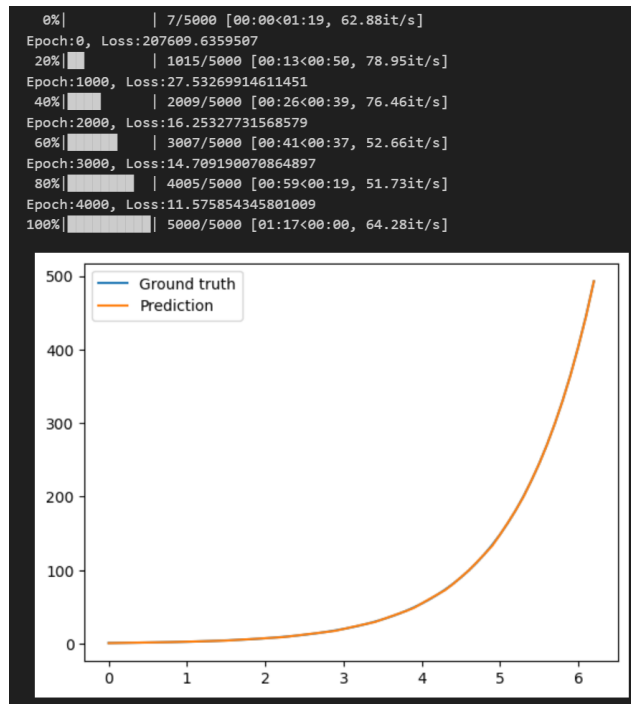 0%| | 7/5000 [00:00<01:19, 62.88it/s]
Epoch:0, Loss:207609.6359507
20%|██ | 1015/5000 [00:13<00:50, 78.95it/s]
Epoch:1000, Loss:27.53269914611451
40%|████ | 2009/5000 [00:26<00:39, 76.46it/s]
Epoch:2000, Loss:16.25327731568579
60%|██████ | 3007/5000 [00:41<00:37, 52.66it/s]
Epoch:3000, Loss:14.709190070864897
80%|████████ | 4005/5000 [00:59<00:19, 51.73it/s]
Epoch:4000, Loss:11.575854345801009
100%|██████████| 5000/5000 [01:17<00:00, 64.28it/s]
Ground truth
Prediction
500
400
300
200
100
0
0 1 2 3 4 5 6